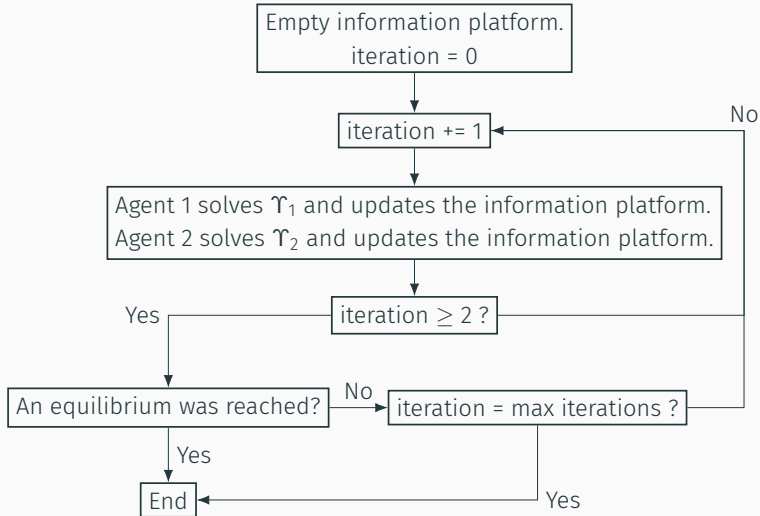 Empty information platform.
iteration = 0
No
iteration += 1
Agent 1 solves ϒ₁ and updates the information platform.
Agent 2 solves ϒ₂ and updates the information platform.
Yes
iteration ≥ 2 ?
An equilibrium was reached?
No
iteration = max iterations ?
Yes
End
Yes